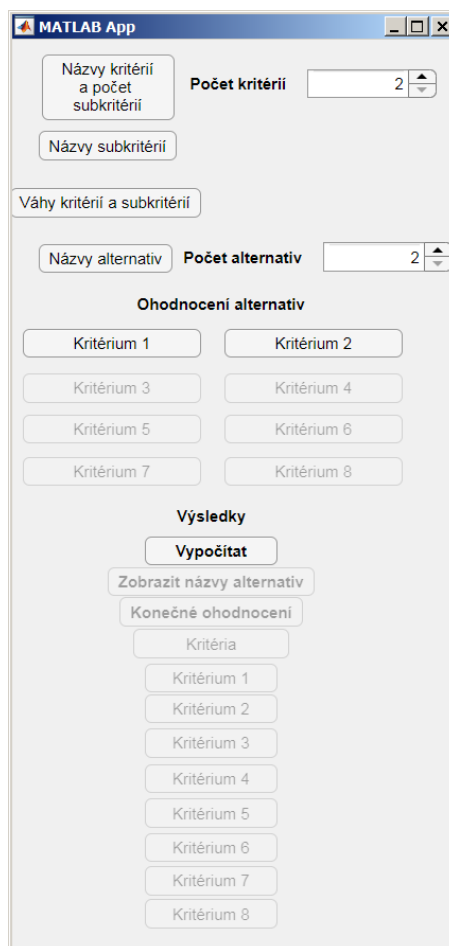 MATLAB App
Názvy kritérií
a počet
subkritérií
Počet kritérií
2
Názvy subkritérií
Váhy kritérií a subkritérií
Názvy alternativ
Počet alternativ
2
Ohodnocení alternativ
Kritérium 1
Kritérium 2
Kritérium 3
Kritérium 4
Kritérium 5
Kritérium 6
Kritérium 7
Kritérium 8
Výsledky
Vypočítat
Zobrazit názvy alternativ
Konečné ohodnocení
Kritéria
Kritérium 1
Kritérium 2
Kritérium 3
Kritérium 4
Kritérium 5
Kritérium 6
Kritérium 7
Kritérium 8